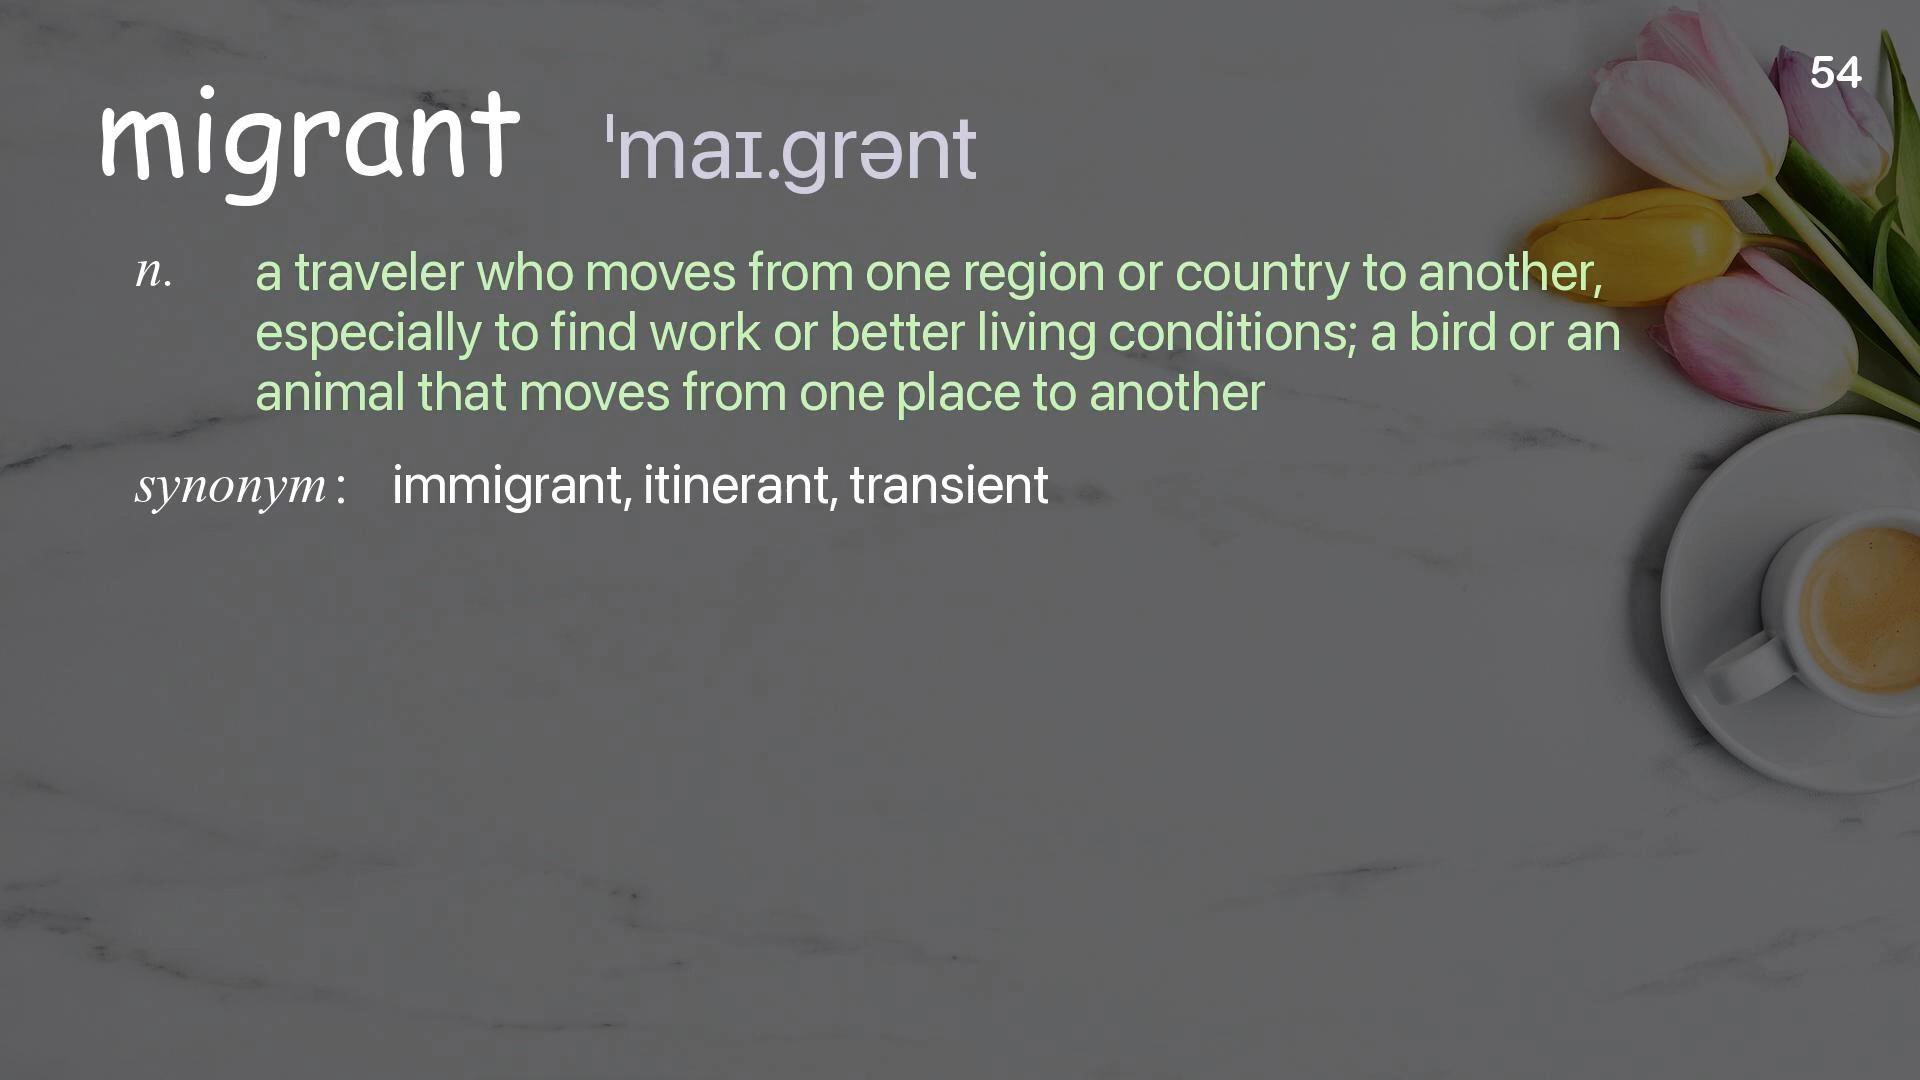 54
migrant ˈmaɪ.grənt
n. a traveler who moves from one region or country to another,
especially to find work or better living conditions; a bird or an
animal that moves from one place to another
synonym: immigrant, itinerant, transient